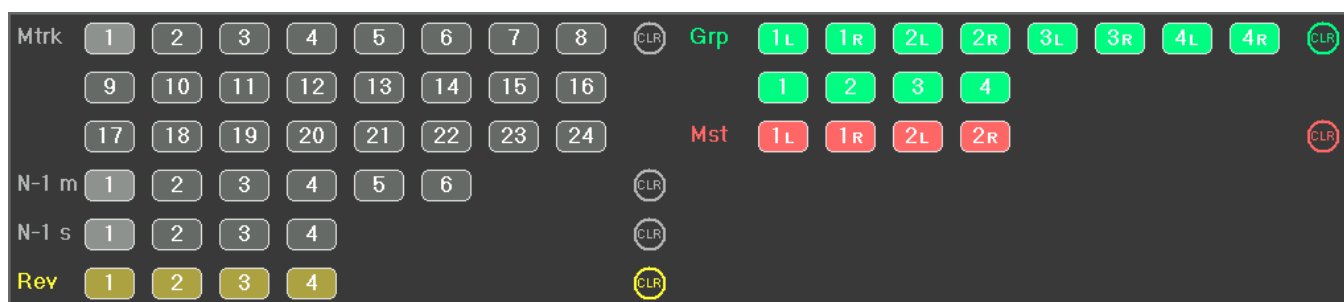 Mtrk 1 2 3 4 5 6 7 8 CLR Grp 1L 1R 2L 2R 3L 3R 4L 4R CLR
9 10 11 12 13 14 15 16 1 2 3 4
17 18 19 20 21 22 23 24 Mst 1L 1R 2L 2R CLR
N-1 m 1 2 3 4 5 6 CLR
N-1 s 1 2 3 4 CLR
Rev 1 2 3 4 CLR